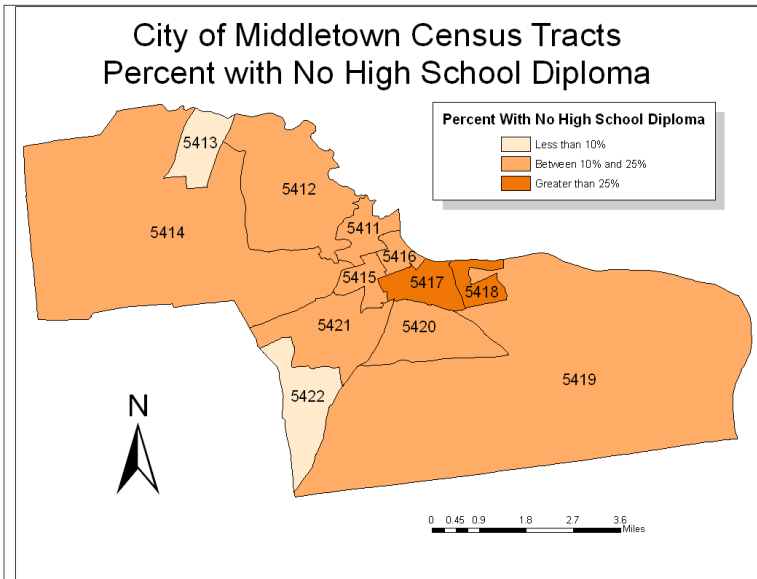 City of Middletown Census Tracts
Percent with No High School Diploma
Percent With No High School Diploma
Less than 10%
Between 10% and 25%
Greater than 25%
5413
5412
5414
5411
5416
5415
5417
5418
5421
5420
5419
5422
N
0 0.45 0.9 1.8 2.7 3.6
Miles